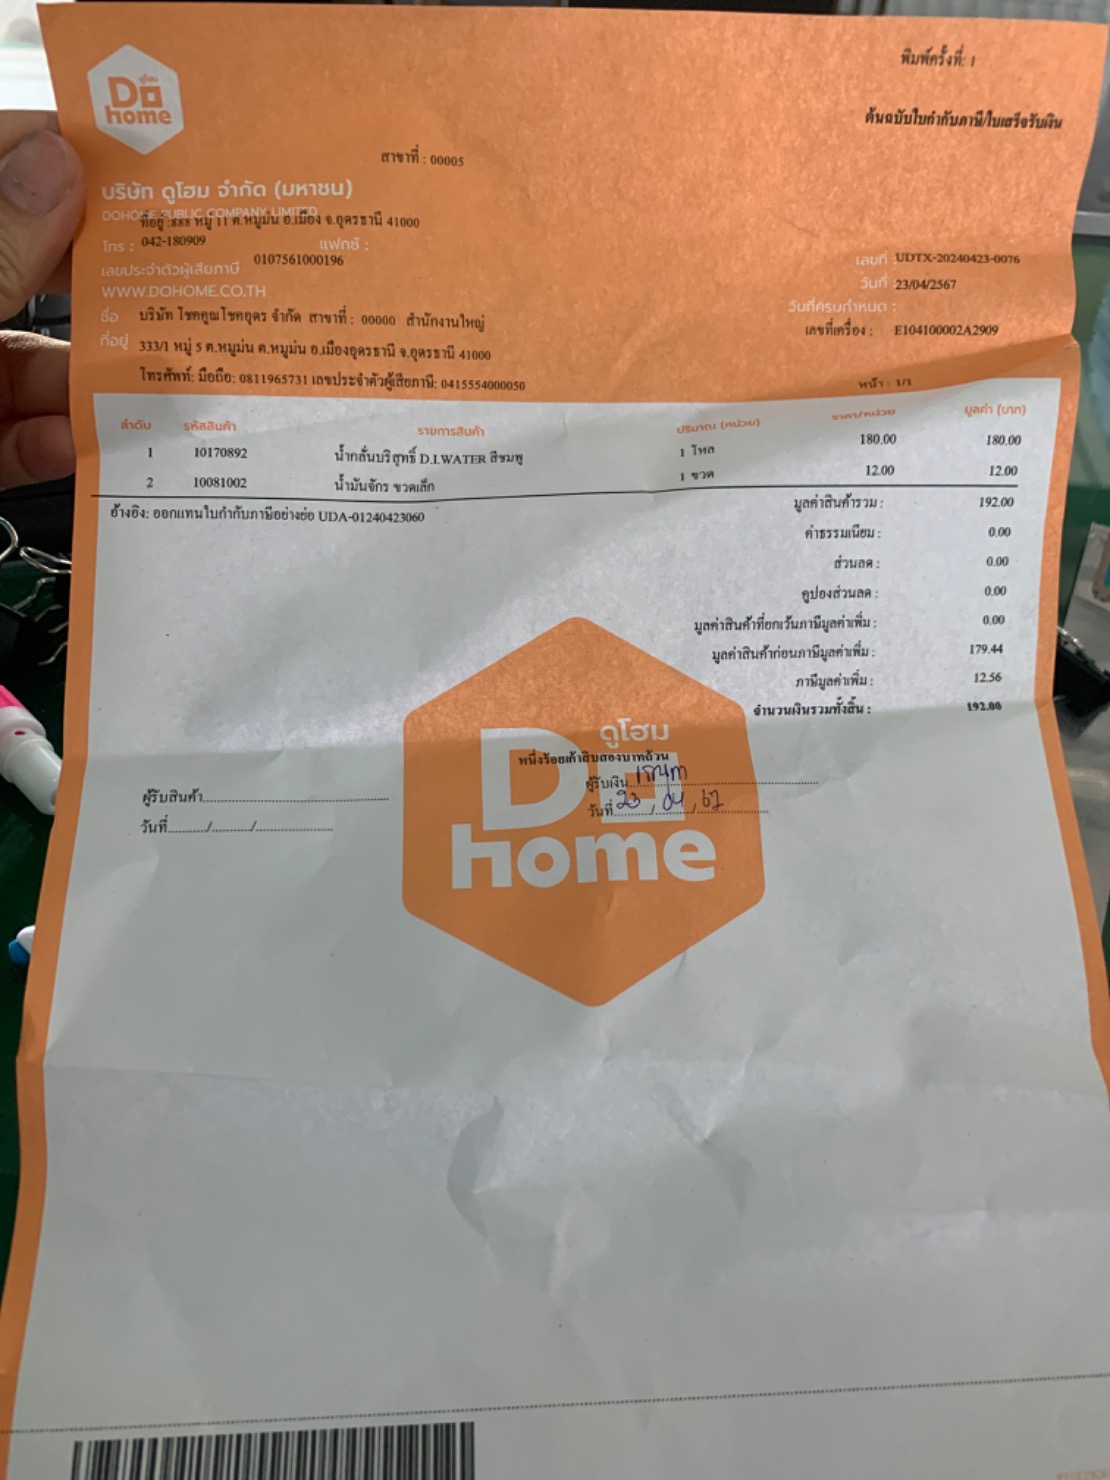 พิมพ์ครั้งที่: 1
ดูโฮม
Do
home
ต้นฉบับใบกำกับภาษี/ใบเสร็จรับเงิน
สาขาที่ : 00005
บริษัท ดูโฮม จำกัด (มหาชน)
DOHOME PUBLIC COMPANY LIMITED
ที่อยู่ :888 หมู่ 11 ต.หมูม่น อ.เมือง จ.อุดรธานี 41000
โทร : 042-180909 แฟกซ์ :
เลขประจำตัวผู้เสียภาษี 0107561000196
เลขที่ :UDTX-20240423-0076
WWW.DOHOME.CO.TH
วันที่ :23/04/2567
วันที่ครบกำหนด :
ชื่อ บริษัท โชคคูณโชคอุดร จำกัด สาขาที่ : 00000 สำนักงานใหญ่
เลขที่เครื่อง : E104100002A2909
ที่อยู่ 333/1 หมู่ 5 ต.หมูม่น ต.หมูม่น อ.เมืองอุดรธานี จ.อุดรธานี 41000
โทรศัพท์: มือถือ: 0811965731 เลขประจำตัวผู้เสียภาษี: 0415554000050
หน้า : 1/1
ลำดับ รหัสสินค้า รายการสินค้า ปริมาณ (หน่วย) ราคา/หน่วย มูลค่า (บาท)
1 10170892 น้ำกลั่นบริสุทธิ์ D.I.WATER สีชมพู 1 โหล 180.00 180.00
2 10081002 น้ำมันจักร ขวดเล็ก 1 ขวด 12.00 12.00
อ้างอิง: ออกแทนใบกำกับภาษีอย่างย่อ UDA-01240423060
มูลค่าสินค้ารวม : 192.00
ค่าธรรมเนียม : 0.00
ส่วนลด : 0.00
คูปองส่วนลด : 0.00
มูลค่าสินค้าที่ยกเว้นภาษีมูลค่าเพิ่ม : 0.00
มูลค่าสินค้าก่อนภาษีมูลค่าเพิ่ม : 179.44
ภาษีมูลค่าเพิ่ม : 12.56
จำนวนเงินรวมทั้งสิ้น : 192.00
ดูโฮม
หนึ่งร้อยเก้าสิบสองบาทถ้วน
ผู้รับสินค้า
ผู้รับเงิน
วันที่ / /
วันที่ 23 / 04 / 67
Do
home